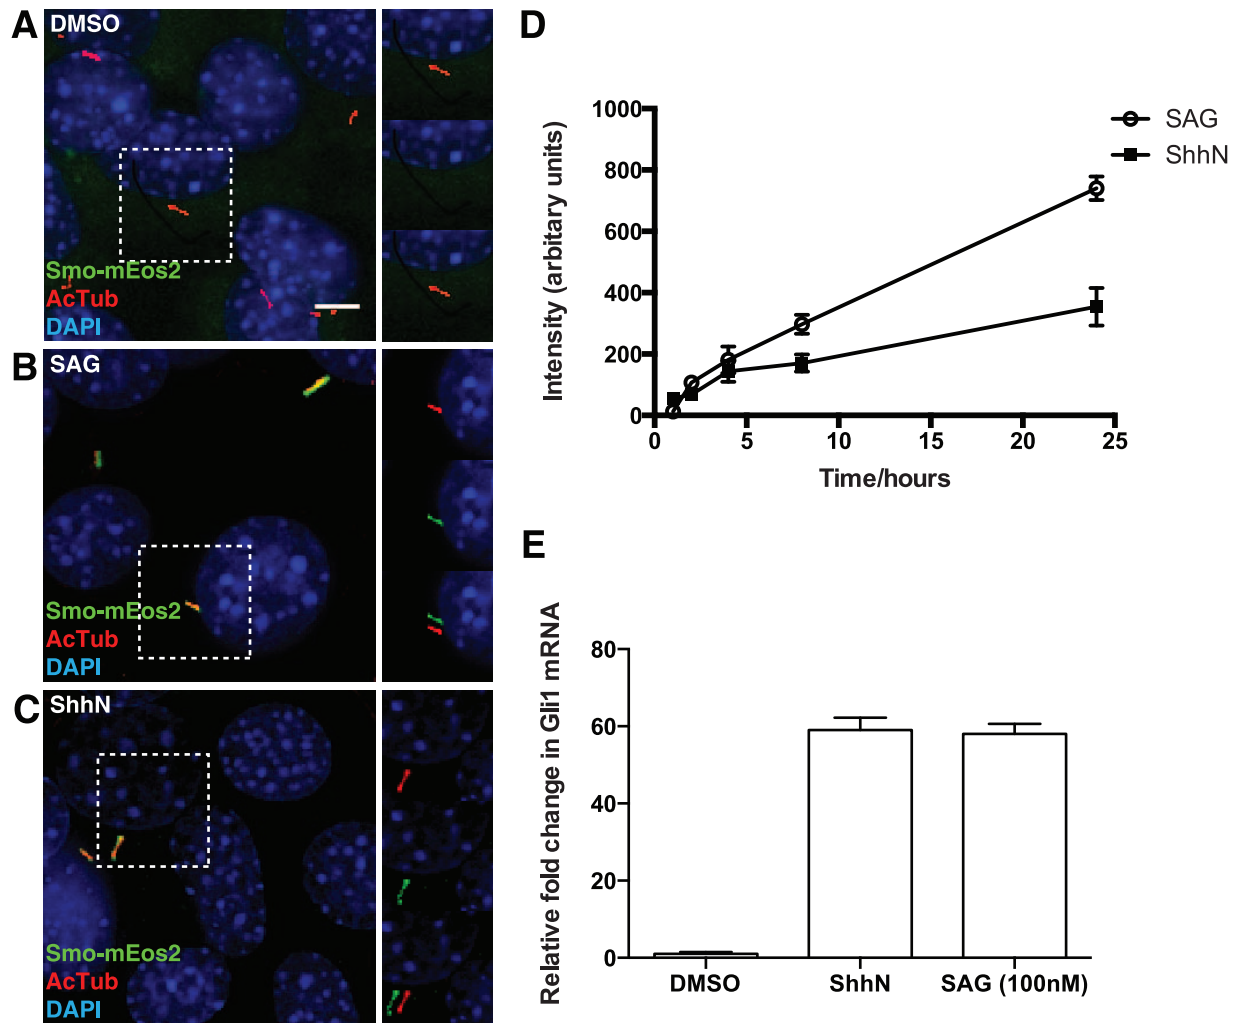 A
DMSO
Smo-mEos2
AcTub
DAPI
B
SAG
Smo-mEos2
AcTub
DAPI
C
ShhN
Smo-mEos2
AcTub
DAPI
D
Intensity (arbitary units)
1000
800
600
400
200
0
0
5
10
15
20
25
Time/hours
SAG
ShhN
E
Relative fold change in Gli1 mRNA
80
60
40
20
0
DMSO
ShhN
SAG (100nM)